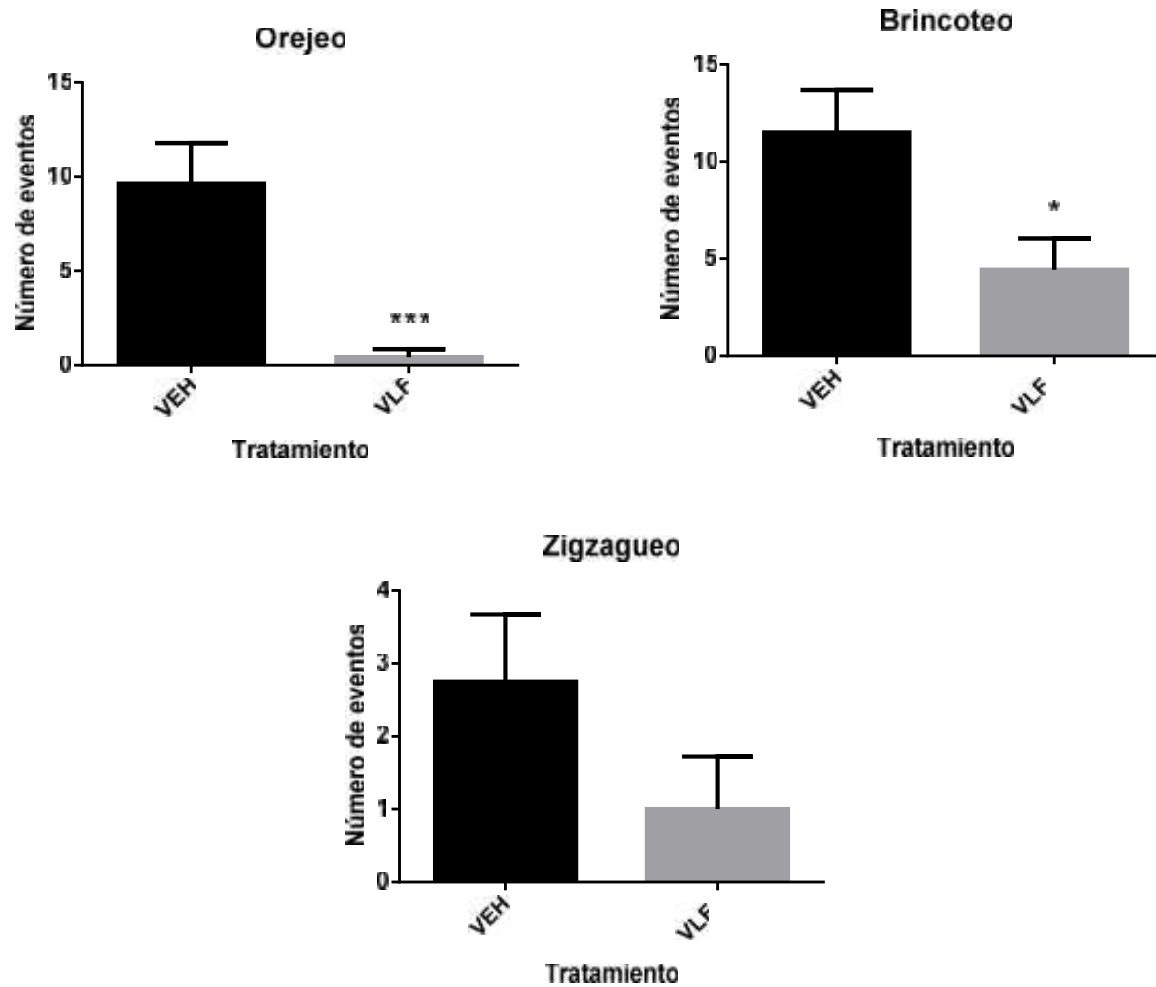 Orejeo
Número de eventos
15
10
5
0
***
VEH
VLF
Tratamiento
Brincoteo
Número de eventos
15
10
5
0
*
VEH
VLF
Tratamiento
Zigzagueo
Número de eventos
4
3
2
1
0
VEH
VLF
Tratamiento